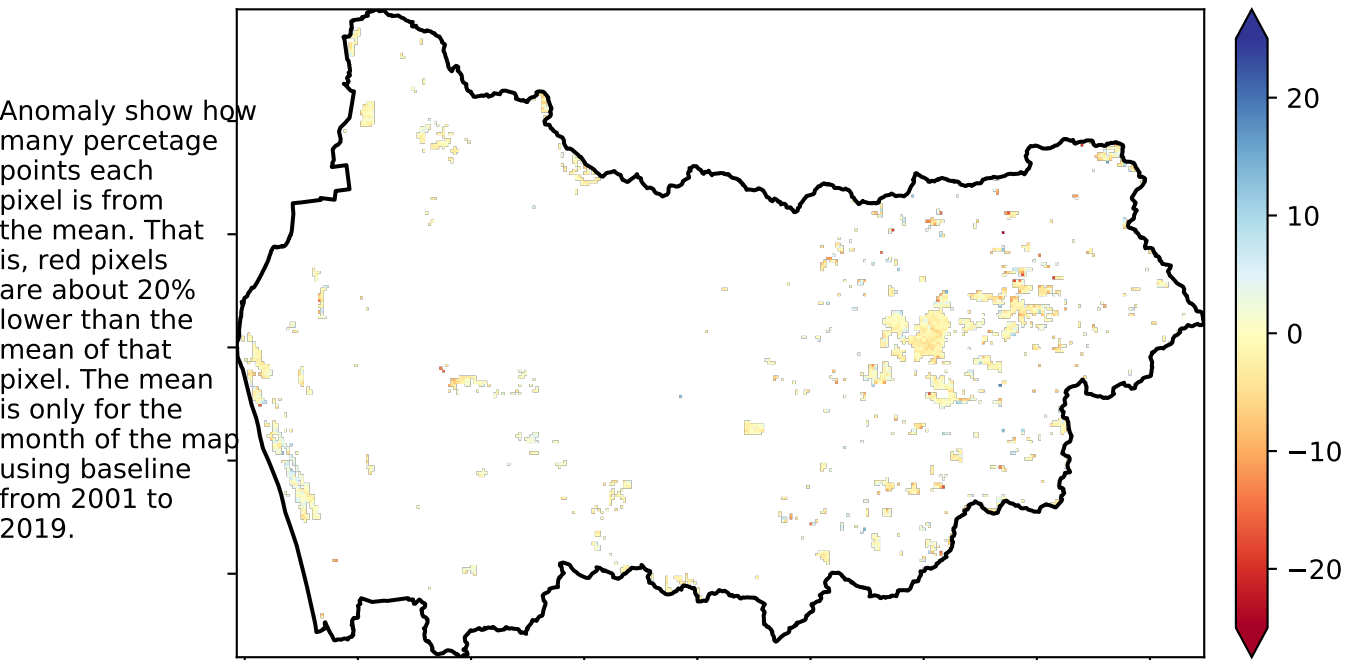 Anomaly show how
many percetage
points each
pixel is from
the mean. That
is, red pixels
are about 20%
lower than the
mean of that
pixel. The mean
is only for the
month of the map
using baseline
from 2001 to
2019.
20
10
0
−10
−20